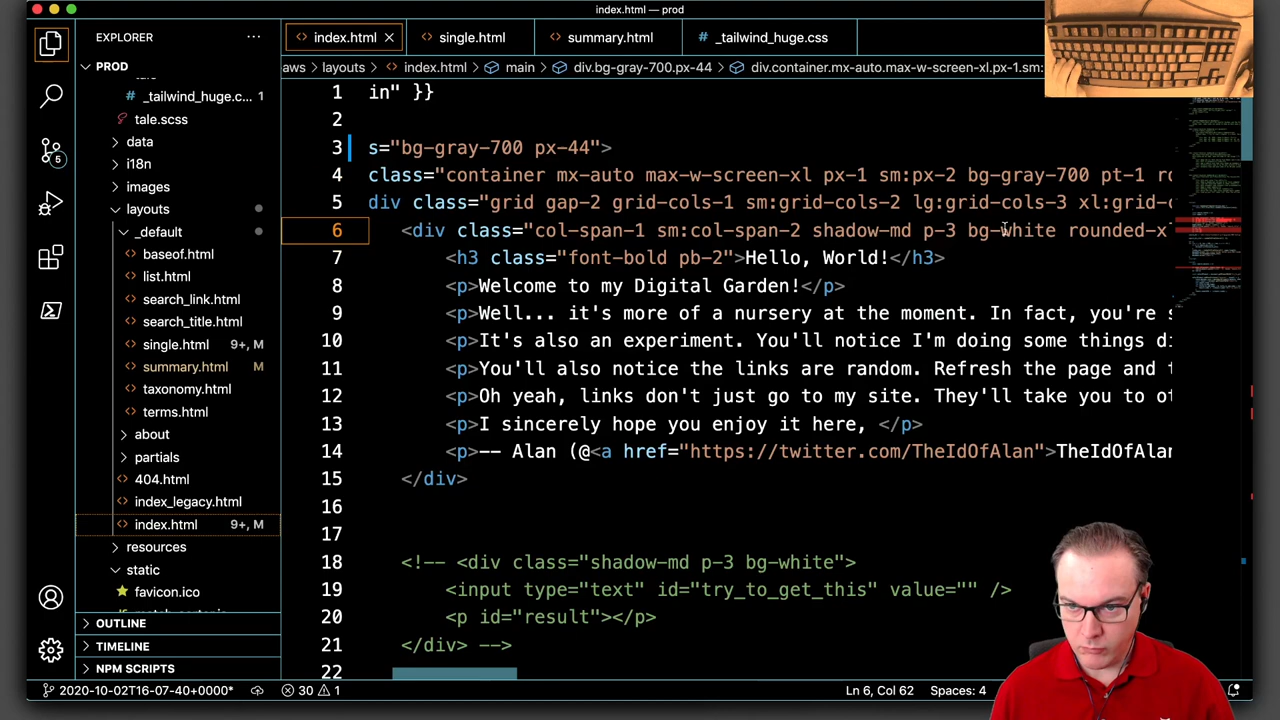 index.html — prod
EXPLORER
PROD
_tailwind_huge.c... 1
tale.scss
data
i18n
images
layouts
_default
baseof.html
list.html
search_link.html
search_title.html
single.html 9+, M
summary.html M
taxonomy.html
terms.html
about
partials
404.html
index_legacy.html
index.html 9+, M
resources
static
favicon.ico
OUTLINE
TIMELINE
NPM SCRIPTS
5
index.html single.html summary.html # _tailwind_huge.css
aws > layouts > index.html > main > div.bg-gray-700.px-44 > div.container.mx-auto.max-w-screen-xl.px-1.sm:
1 in" }}
2
3 s="bg-gray-700 px-44">
4 class="container mx-auto max-w-screen-xl px-1 sm:px-2 bg-gray-700 pt-1 ro
5 div class="grid gap-2 grid-cols-1 sm:grid-cols-2 lg:grid-cols-3 xl:grid-c
6 <div class="col-span-1 sm:col-span-2 shadow-md p-3 bg-white rounded-x
7 <h3 class="font-bold pb-2">Hello, World!</h3>
8 <p>Welcome to my Digital Garden!</p>
9 <p>Well... it's more of a nursery at the moment. In fact, you're s
10 <p>It's also an experiment. You'll notice I'm doing some things di
11 <p>You'll also notice the links are random. Refresh the page and t
12 <p>Oh yeah, links don't just go to my site. They'll take you to ot
13 <p>I sincerely hope you enjoy it here, </p>
14 <p>-- Alan (@<a href="https://twitter.com/TheIdOfAlan">TheIdOfAlan
15 </div>
16
17
18 <!-- <div class="shadow-md p-3 bg-white">
19 <input type="text" id="try_to_get_this" value="" />
20 <p id="result"></p>
21 </div> -->
22
2020-10-02T16-07-40+0000* 30 1 Ln 6, Col 62 Spaces: 4